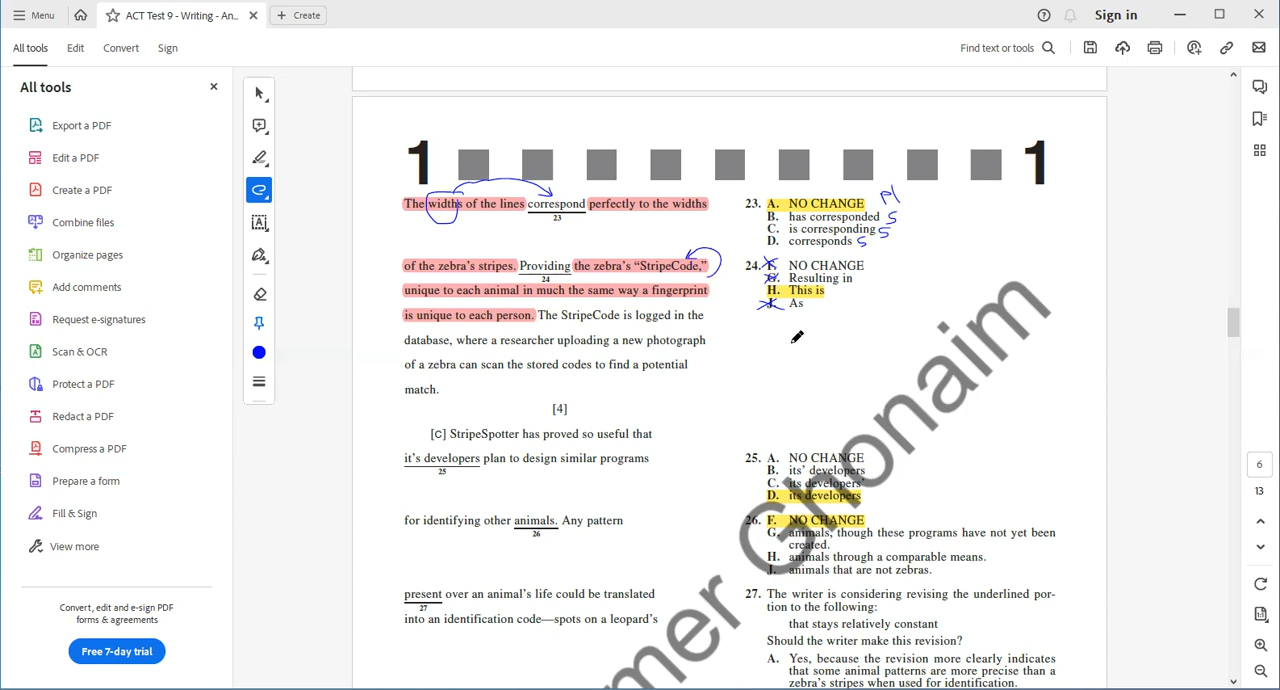 Menu
ACT Test 9 - Writing - An...
Create
Sign in
All tools
Edit
Convert
Sign
Find text or tools
All tools
Export a PDF
Edit a PDF
Create a PDF
Combine files
Organize pages
Add comments
Request e-signatures
Scan & OCR
Protect a PDF
Redact a PDF
Compress a PDF
Prepare a form
Fill & Sign
View more
Convert, edit and e-sign PDF
forms & agreements
Free 7-day trial
1 1
The widths of the lines correspond perfectly to the widths
23
of the zebra's stripes. Providing the zebra's “StripeCode,”
24
unique to each animal in much the same way a fingerprint
is unique to each person. The StripeCode is logged in the
database, where a researcher uploading a new photograph
of a zebra can scan the stored codes to find a potential
match.
[4]
[C] StripeSpotter has proved so useful that
it's developers plan to design similar programs
25
for identifying other animals. Any pattern
26
present over an animal's life could be translated
27
into an identification code—spots on a leopard's
23. A. NO CHANGE pl
B. has corresponded S
C. is corresponding S
D. corresponds S
24. F. NO CHANGE
G. Resulting in
H. This is
J. As
25. A. NO CHANGE
B. its' developers
C. its developers'
D. its developers
26. F. NO CHANGE
G. animals, though these programs have not yet been
created.
H. animals through a comparable means.
J. animals that are not zebras.
27. The writer is considering revising the underlined por-
tion to the following:
that stays relatively constant
Should the writer make this revision?
A. Yes, because the revision more clearly indicates
that some animal patterns are more precise than a
zebra's stripes when used for identification.
mer Ghonaim
6
13